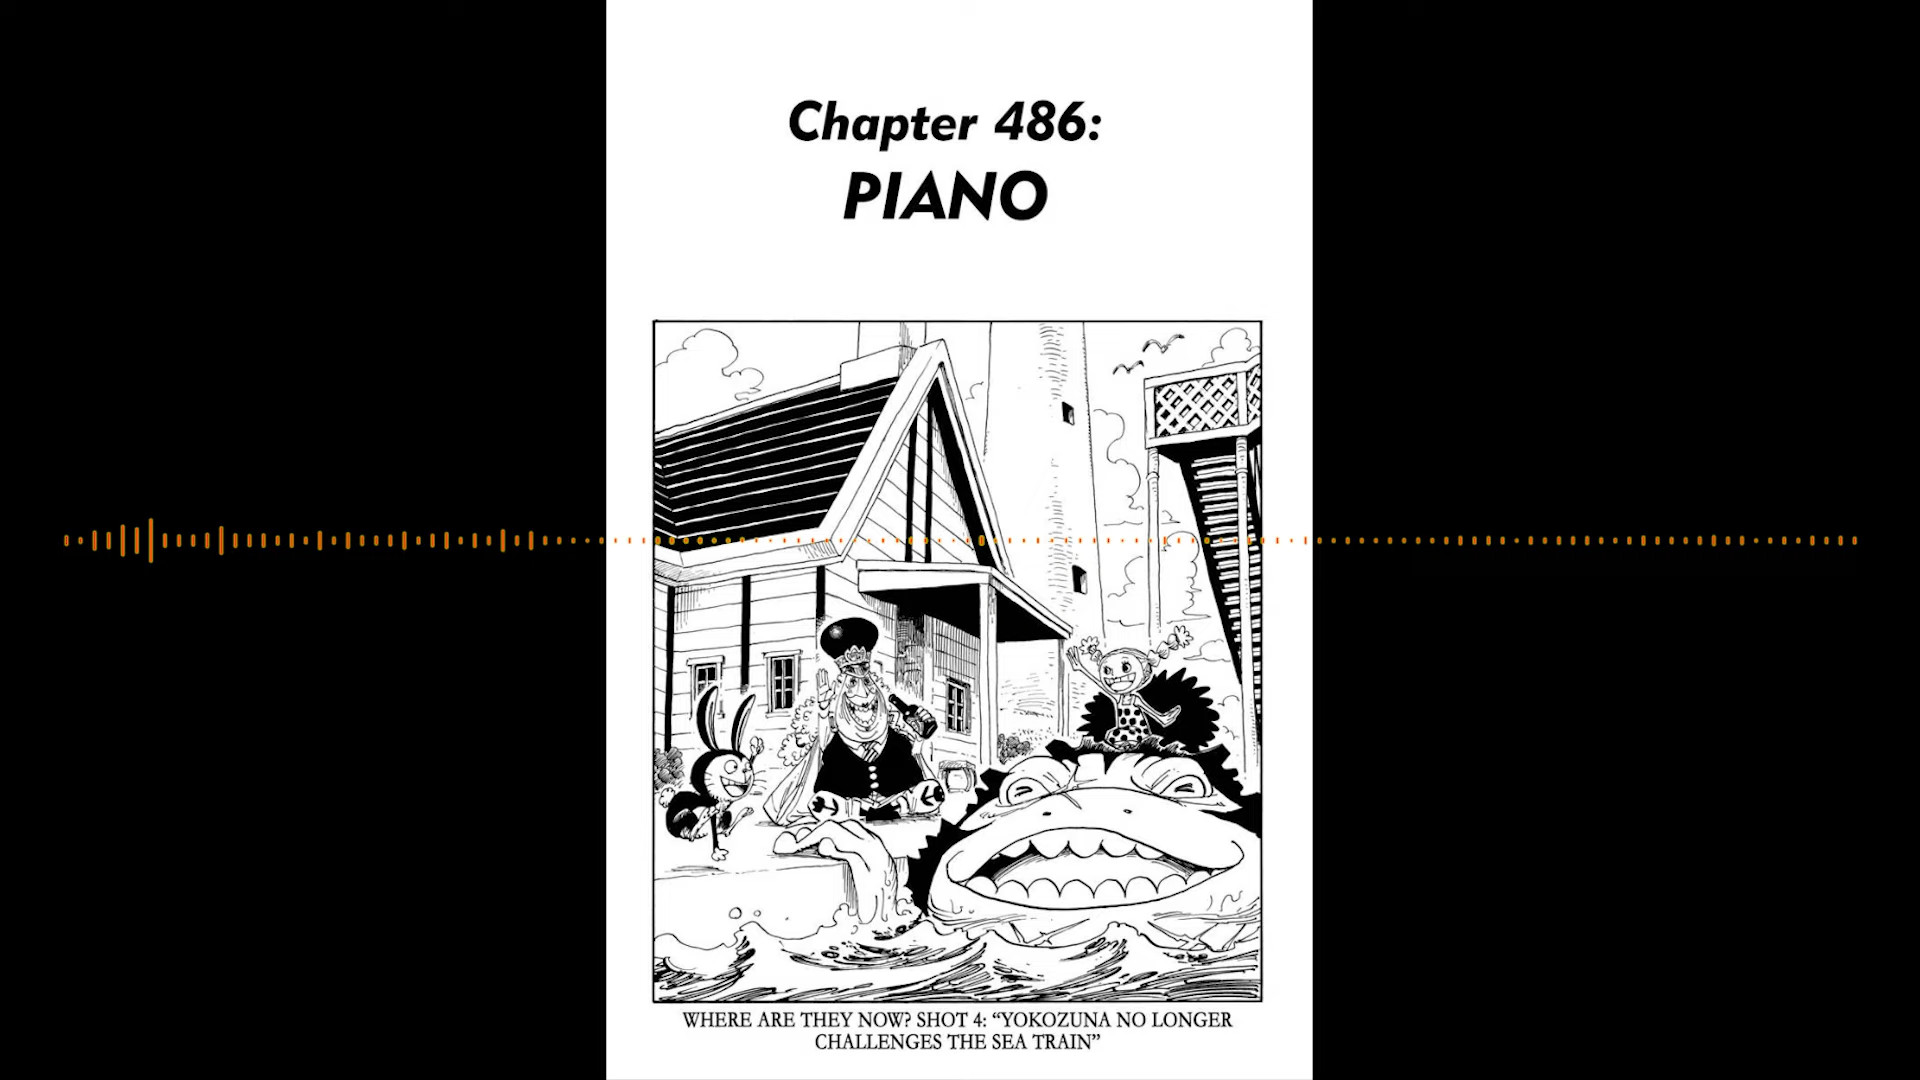 Chapter 486:
PIANO
WHERE ARE THEY NOW? SHOT 4: “YOKOZUNA NO LONGER
CHALLENGES THE SEA TRAIN”